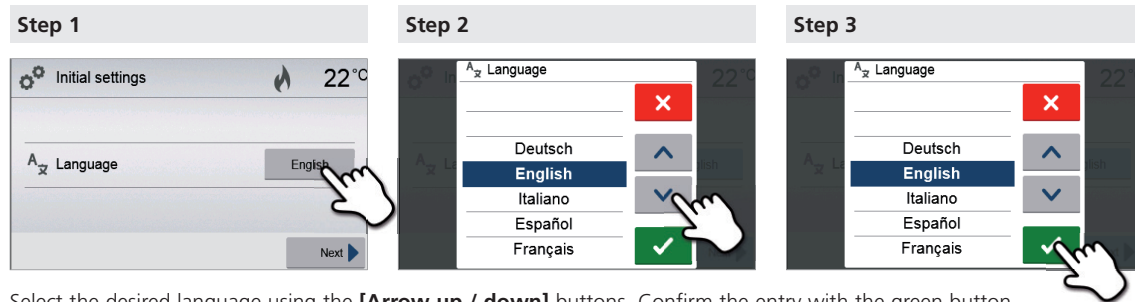 Step 1
Initial settings
22°C
Language
English
Next
Step 2
Language
Deutsch
English
Italiano
Español
Français
Step 3
Language
Deutsch
English
Italiano
Español
Français
Select the desired language using the [Arrow up / down] buttons. Confirm the entry with the green button.